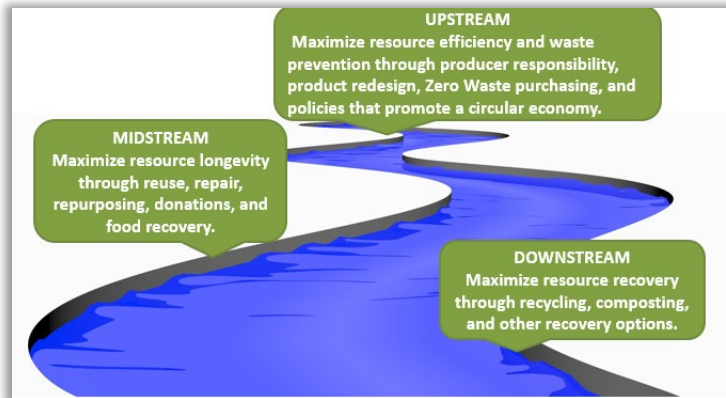 UPSTREAM
Maximize resource efficiency and waste
prevention through producer responsibility,
product redesign, Zero Waste purchasing, and
policies that promote a circular economy.
MIDSTREAM
Maximize resource longevity
through reuse, repair,
repurposing, donations, and
food recovery.
DOWNSTREAM
Maximize resource recovery
through recycling, composting,
and other recovery options.